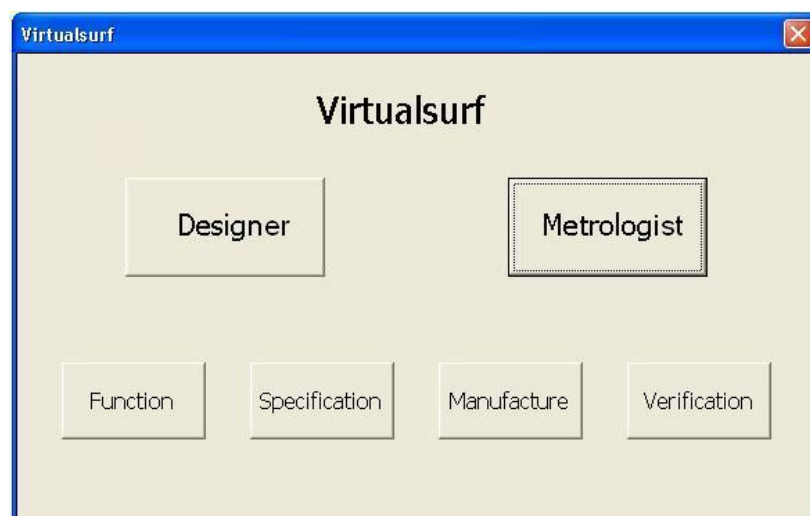 Virtualsurf
Virtualsurf
Designer Metrologist
Function Specification Manufacture Verification